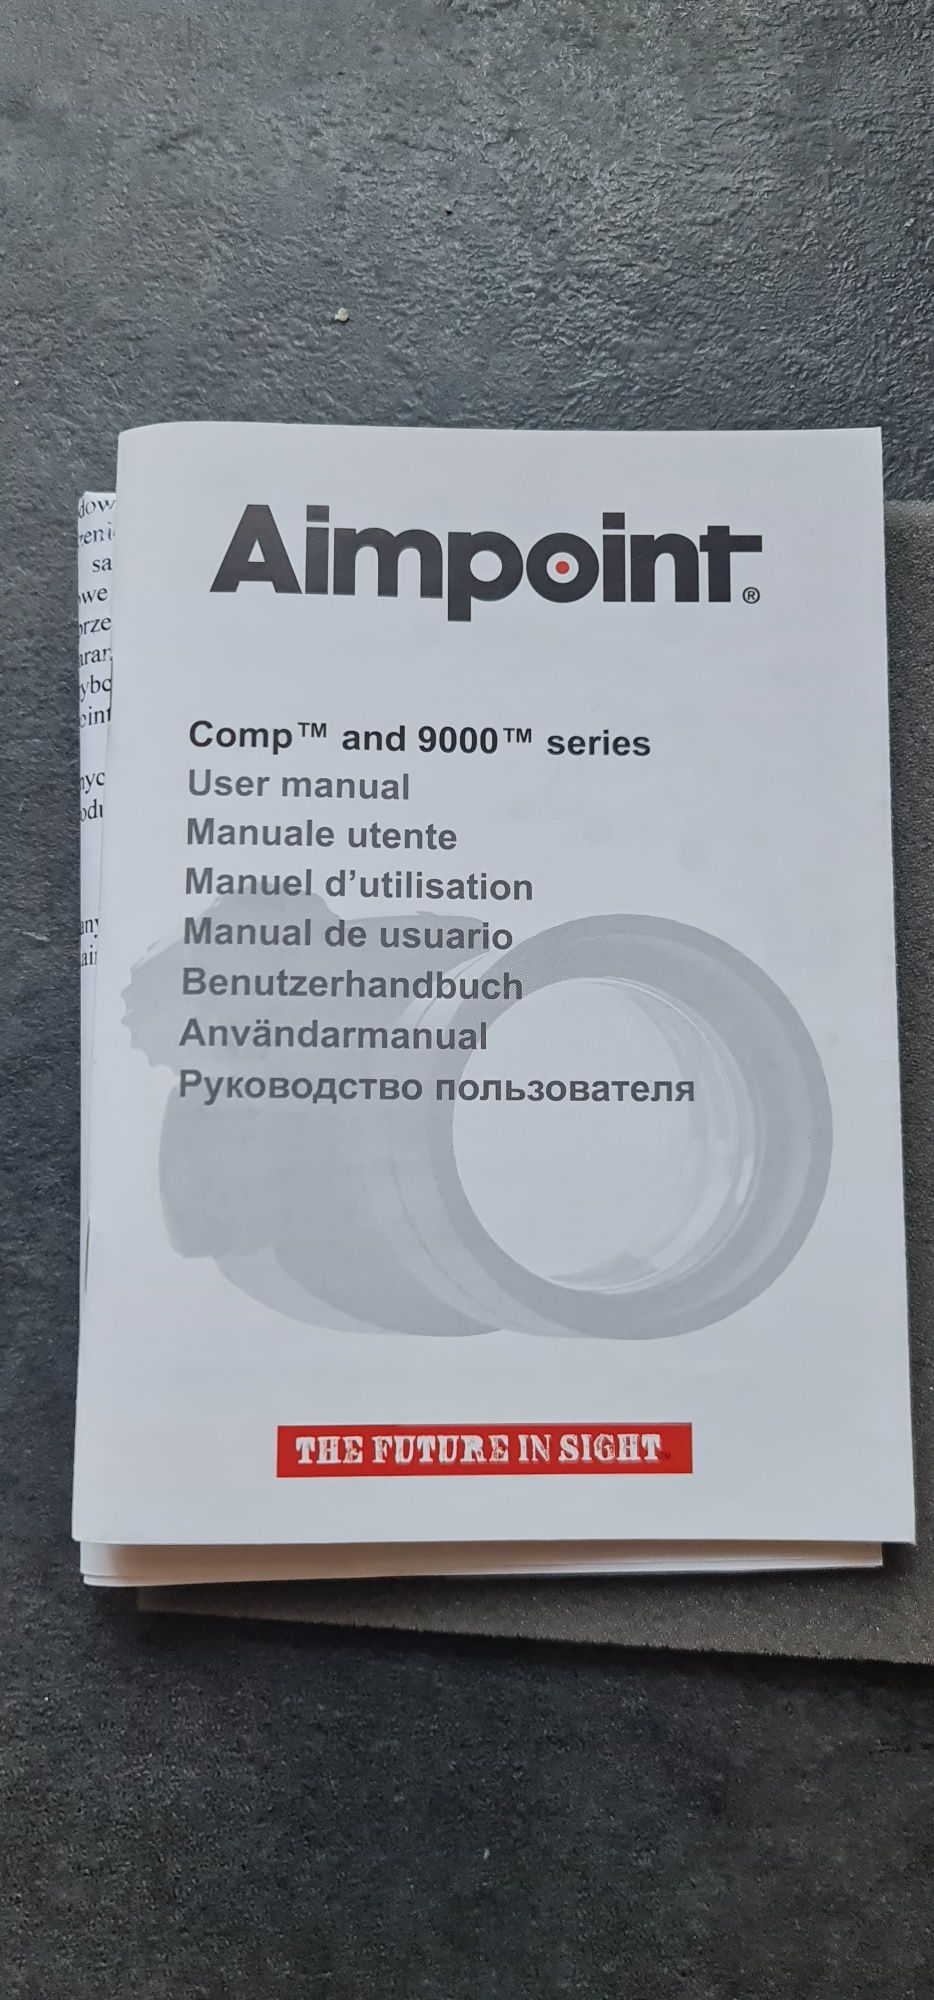 Aimpoint®
Comp™ and 9000™ series
User manual
Manuale utente
Manuel d'utilisation
Manual de usuario
Benutzerhandbuch
Användarmanual
Руководство пользователя
THE FUTURE IN SIGHT™